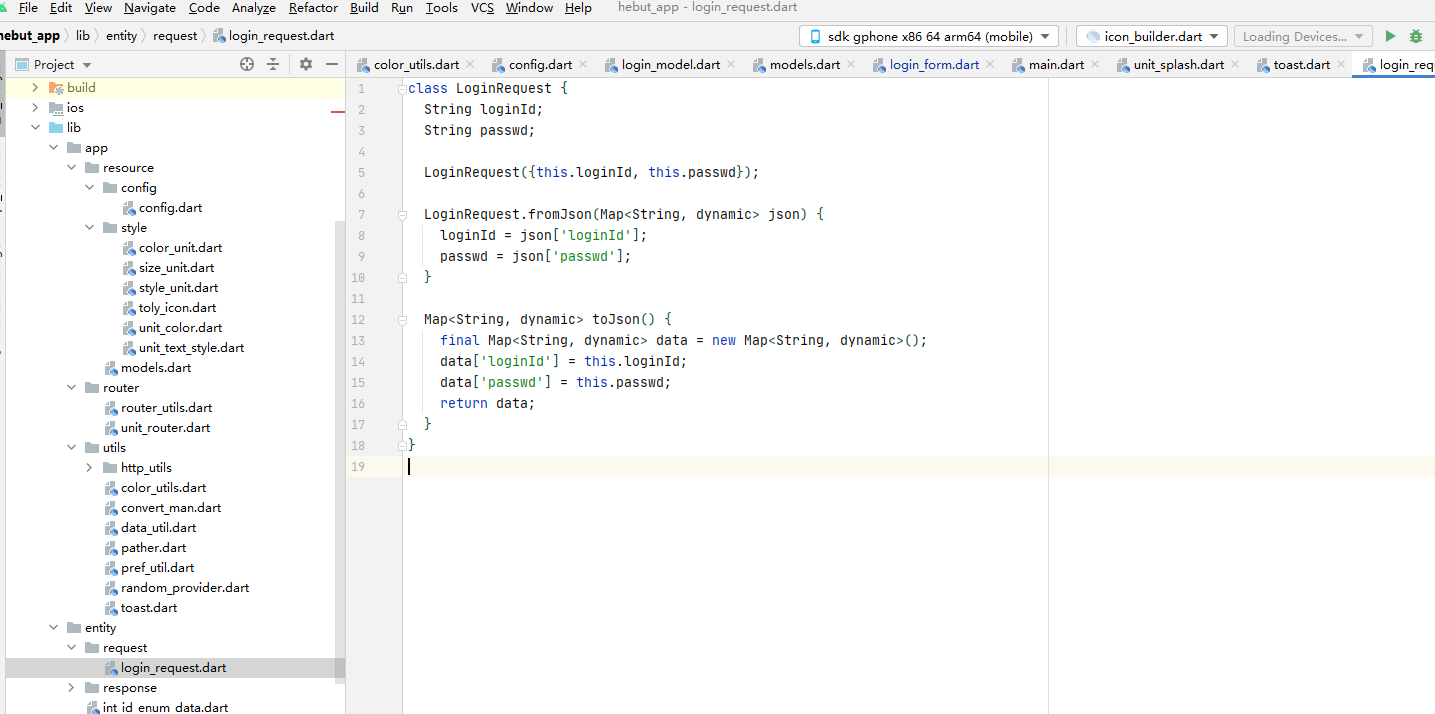 File Edit View Navigate Code Analyze Refactor Build Run Tools VCS Window Help hebut_app - login_request.dart
hebut_app lib entity request login_request.dart sdk gphone x86 64 arm64 (mobile) icon_builder.dart Loading Devices...
Project color_utils.dart config.dart login_model.dart models.dart login_form.dart main.dart unit_splash.dart toast.dart login_requ
build
ios
lib
app
resource
config
config.dart
style
color_unit.dart
size_unit.dart
style_unit.dart
toly_icon.dart
unit_color.dart
unit_text_style.dart
models.dart
router
router_utils.dart
unit_router.dart
utils
http_utils
color_utils.dart
convert_man.dart
data_util.dart
pather.dart
pref_util.dart
random_provider.dart
toast.dart
entity
request
login_request.dart
response
int_id_enum_data.dart
1 class LoginRequest {
2 String loginId;
3 String passwd;
4
5 LoginRequest({this.loginId, this.passwd});
6
7 LoginRequest.fromJson(Map<String, dynamic> json) {
8 loginId = json['loginId'];
9 passwd = json['passwd'];
10 }
11
12 Map<String, dynamic> toJson() {
13 final Map<String, dynamic> data = new Map<String, dynamic>();
14 data['loginId'] = this.loginId;
15 data['passwd'] = this.passwd;
16 return data;
17 }
18 }
19